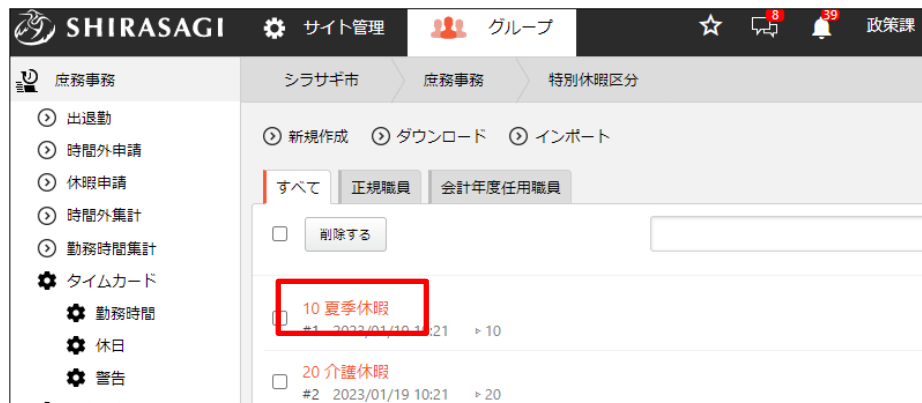 SHIRASAGI サイト管理 グループ 8 39 政策課
庶務事務
シラサギ市 庶務事務 特別休暇区分
出退勤
時間外申請
休暇申請
時間外集計
勤務時間集計
タイムカード
勤務時間
休日
警告
新規作成 ダウンロード インポート
すべて 正規職員 会計年度任用職員
削除する
10 夏季休暇
#1 2023/01/19 10:21 10
20 介護休暇
#2 2023/01/19 10:21 20